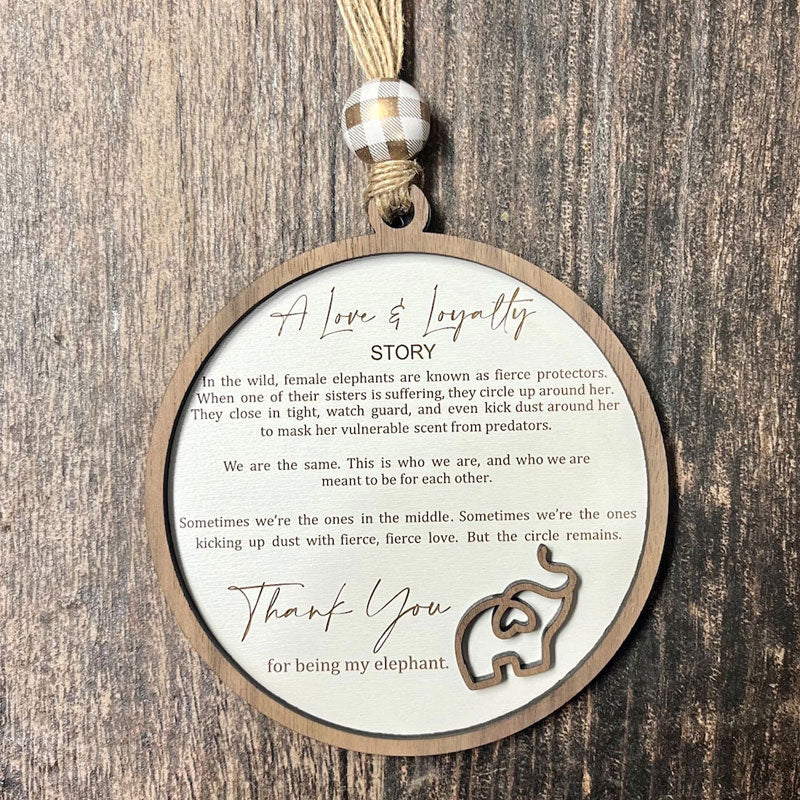 A Love & Loyalty
STORY
In the wild, female elephants are known as fierce protectors.
When one of their sisters is suffering, they circle up around her.
They close in tight, watch guard, and even kick dust around her
to mask her vulnerable scent from predators.
We are the same. This is who we are, and who we are
meant to be for each other.
Sometimes we're the ones in the middle. Sometimes we're the ones
kicking up dust with fierce, fierce love. But the circle remains.
Thank You
for being my elephant.